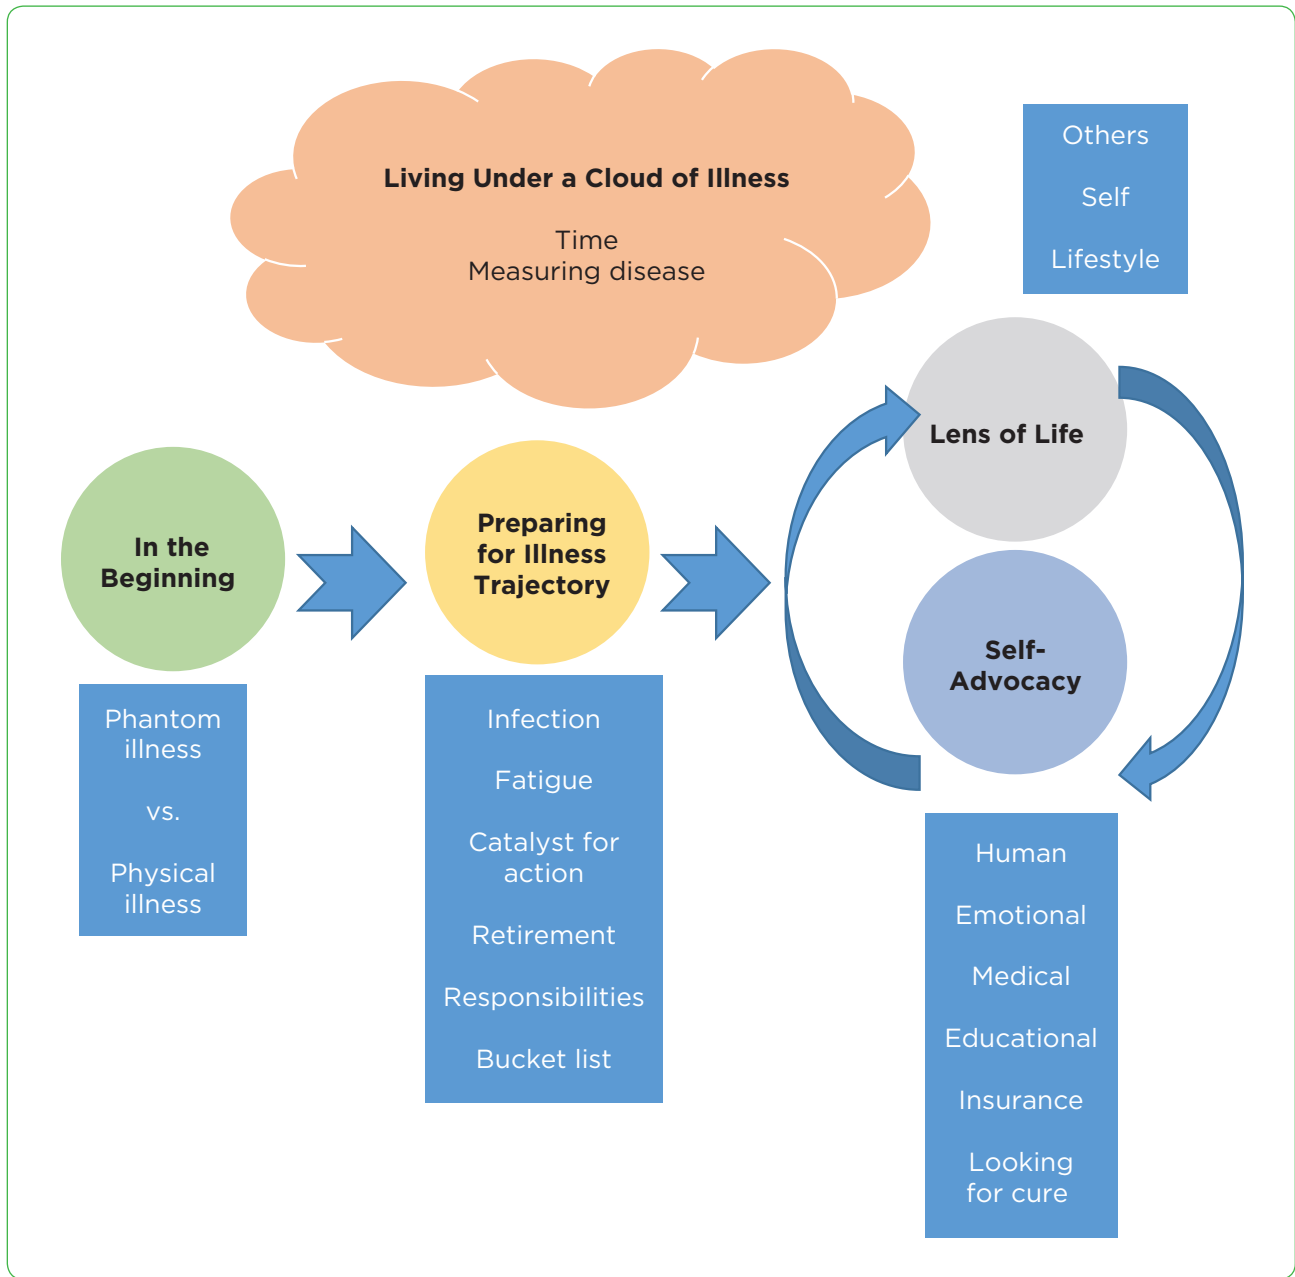 Living Under a Cloud of Illness
Time
Measuring disease
Others
Self
Lifestyle
Lens of Life
In the
Beginning
Preparing
for Illness
Trajectory
Self-
Advocacy
Phantom
illness
vs.
Physical
illness
Infection
Fatigue
Catalyst for
action
Retirement
Responsibilities
Bucket list
Human
Emotional
Medical
Educational
Insurance
Looking
for cure